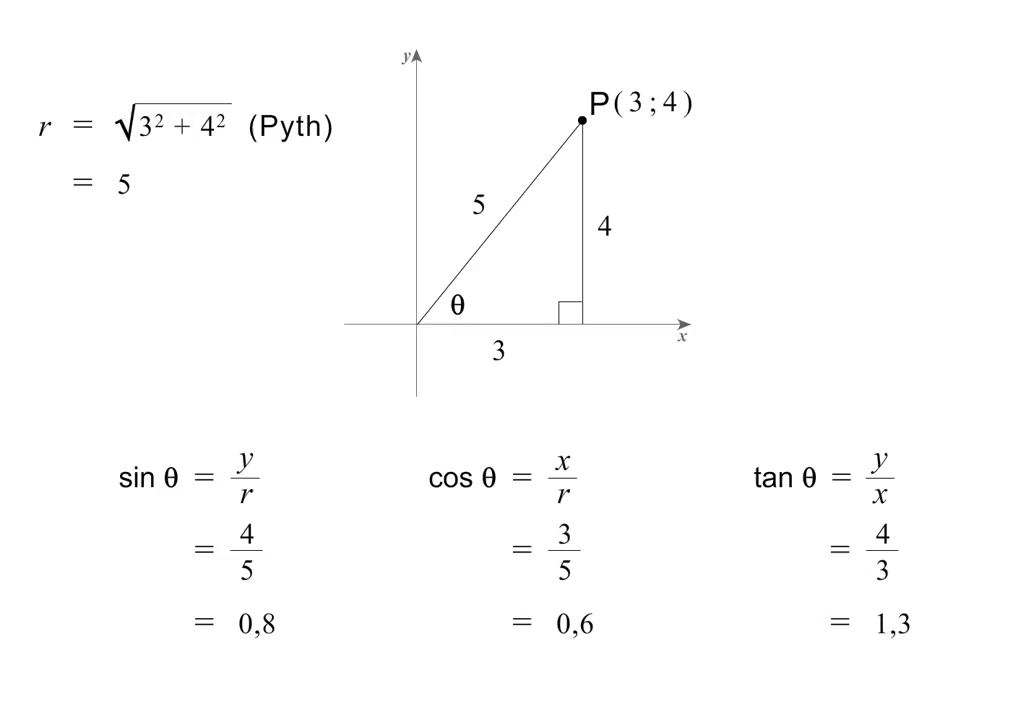 y
P(3;4)
r = √3² + 4² (Pyth)
= 5
5
4
θ
x
3
sin θ = y/r
= 4/5
= 0,8
cos θ = x/r
= 3/5
= 0,6
tan θ = y/x
= 4/3
= 1,3